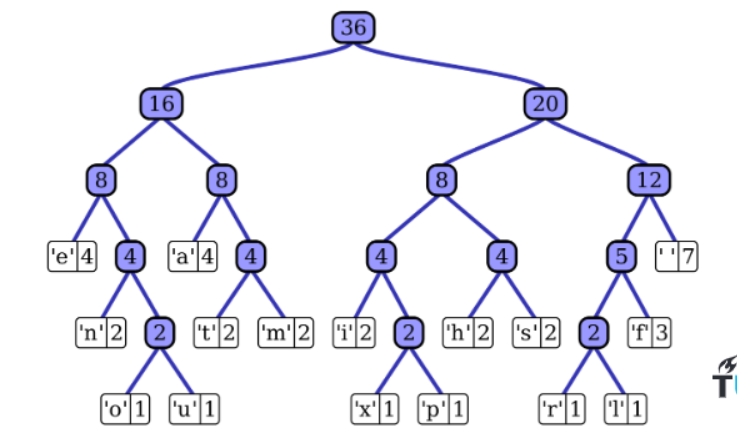 36
16 20
8 8 8 12
'e' 4 4 'a' 4 4 4 4 5 ' ' 7
'n' 2 2 't' 2 'm' 2 'i' 2 2 'h' 2 's' 2 2 'f' 3
'o' 1 'u' 1 'x' 1 'p' 1 'r' 1 'l' 1